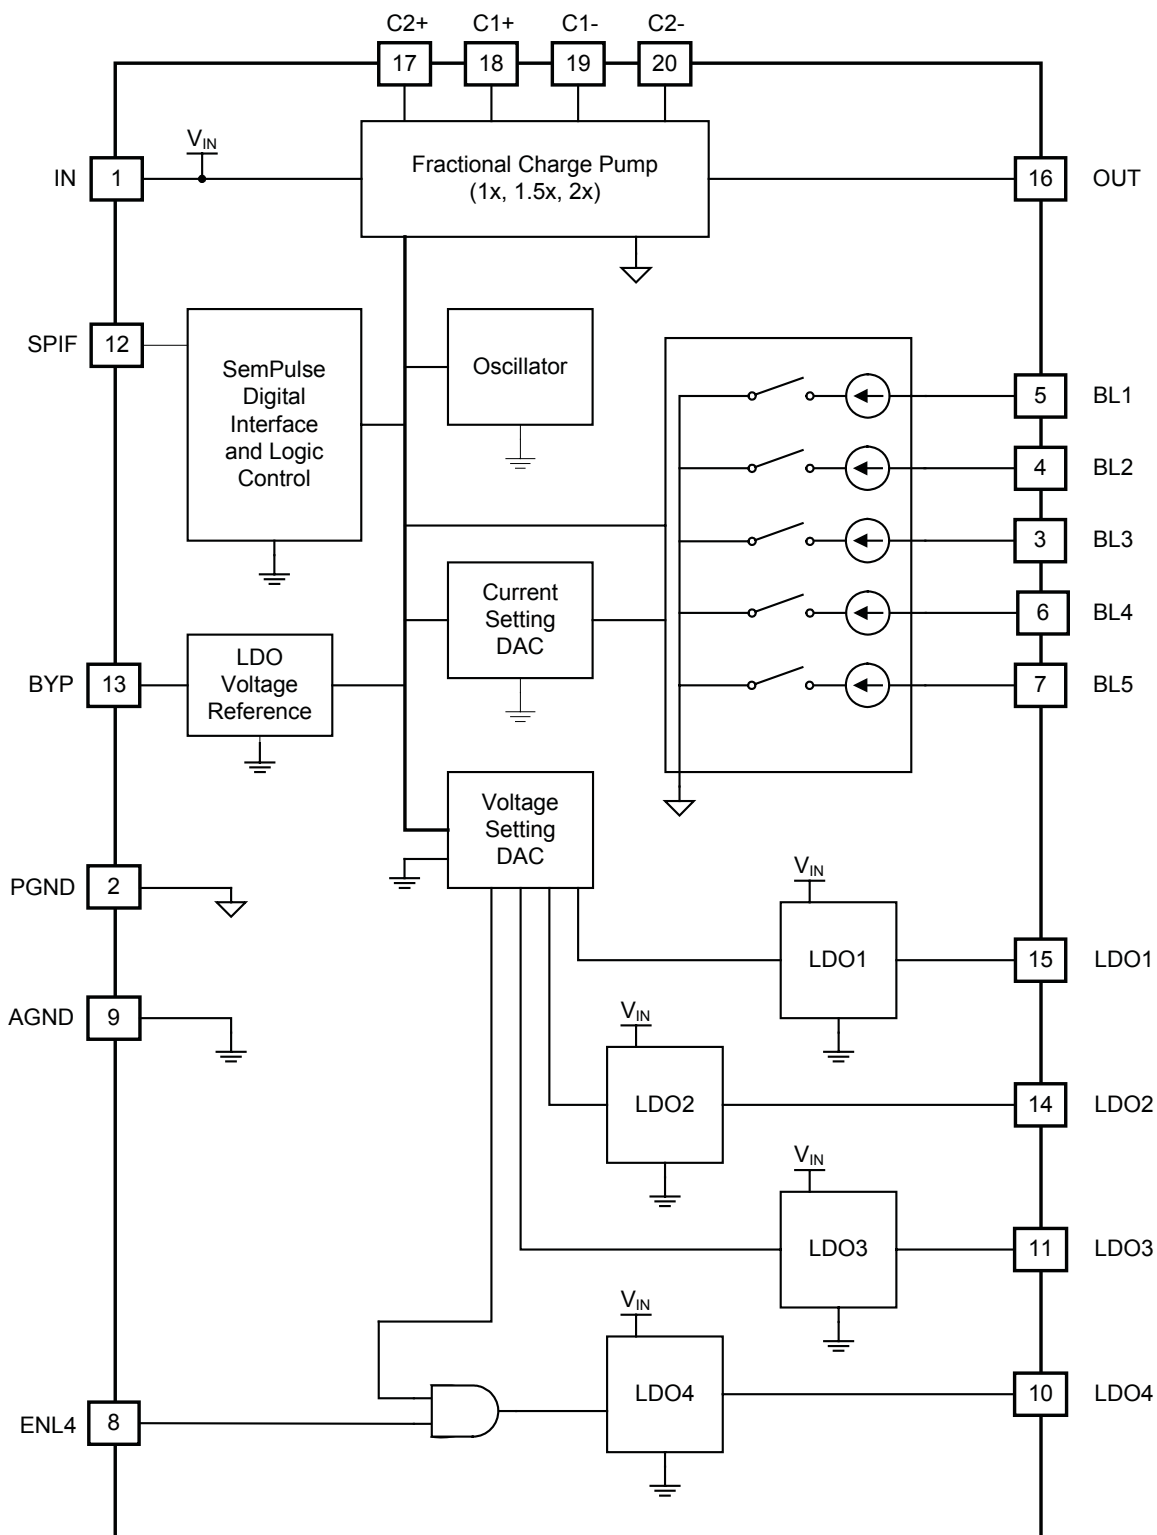 C2+ C1+ C1- C2-
17 18 19 20
VIN
IN 1
Fractional Charge Pump
(1x, 1.5x, 2x)
16 OUT
SPIF 12
SemPulse
Digital
Interface
and Logic
Control
Oscillator
5 BL1
4 BL2
3 BL3
6 BL4
7 BL5
Current
Setting
DAC
BYP 13
LDO
Voltage
Reference
Voltage
Setting
DAC
PGND 2
VIN
LDO1
15 LDO1
AGND 9
VIN
LDO2
14 LDO2
VIN
LDO3
11 LDO3
VIN
LDO4
10 LDO4
ENL4 8